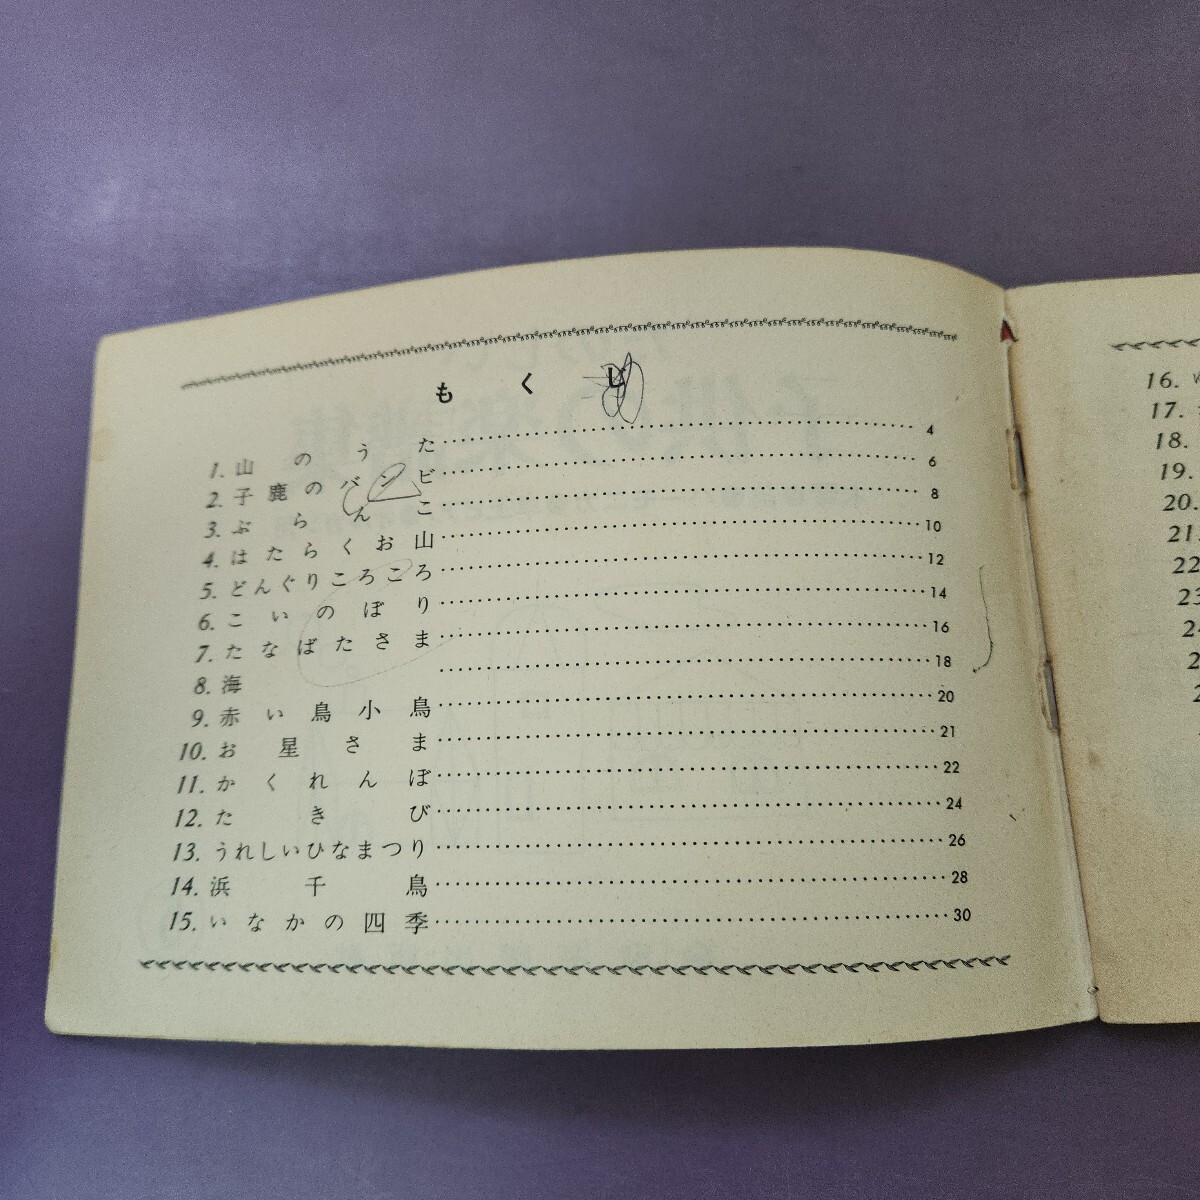 もくじ
1. 山のうた 4
2. 子鹿のバンビ 6
3. ぶらんこ 8
4. はたらくお山 10
5. どんぐりころころ 12
6. こいのぼり 14
7. たなばたさま 16
8. 海 18
9. 赤い鳥小鳥 20
10. お星さま 21
11. かくれんぼ 22
12. たきび 24
13. うれしいひなまつり 26
14. 浜千鳥 28
15. いなかの四季 30
16.
17.
18.
19.
20.
21.
22
23